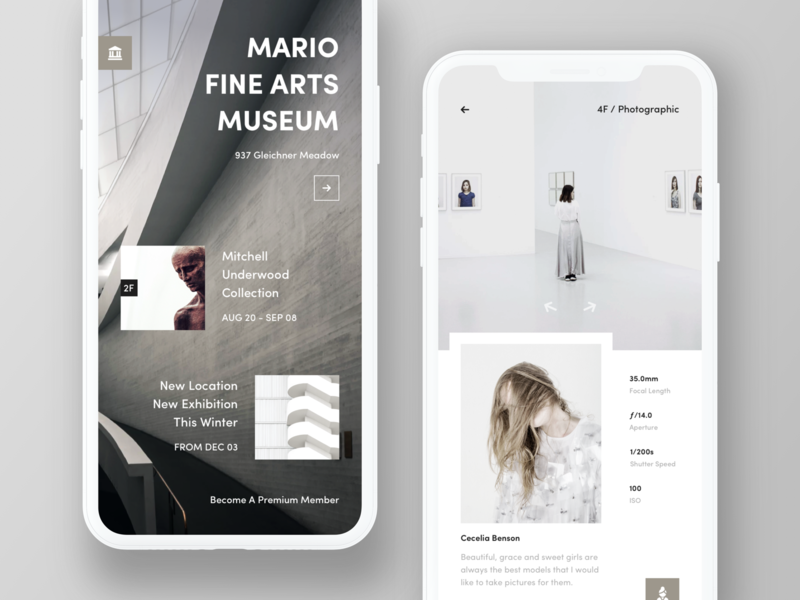 MARIO
FINE ARTS
MUSEUM
937 Gleichner Meadow
2F
Mitchell
Underwood
Collection
AUG 20 - SEP 08
New Location
New Exhibition
This Winter
FROM DEC 03
Become A Premium Member
4F / Photographic
35.0mm
Focal Length
ƒ/14.0
Aperture
1/200s
Shutter Speed
100
ISO
Cecelia Benson
Beautiful, grace and sweet girls are
always the best models that I would
like to take pictures for them.